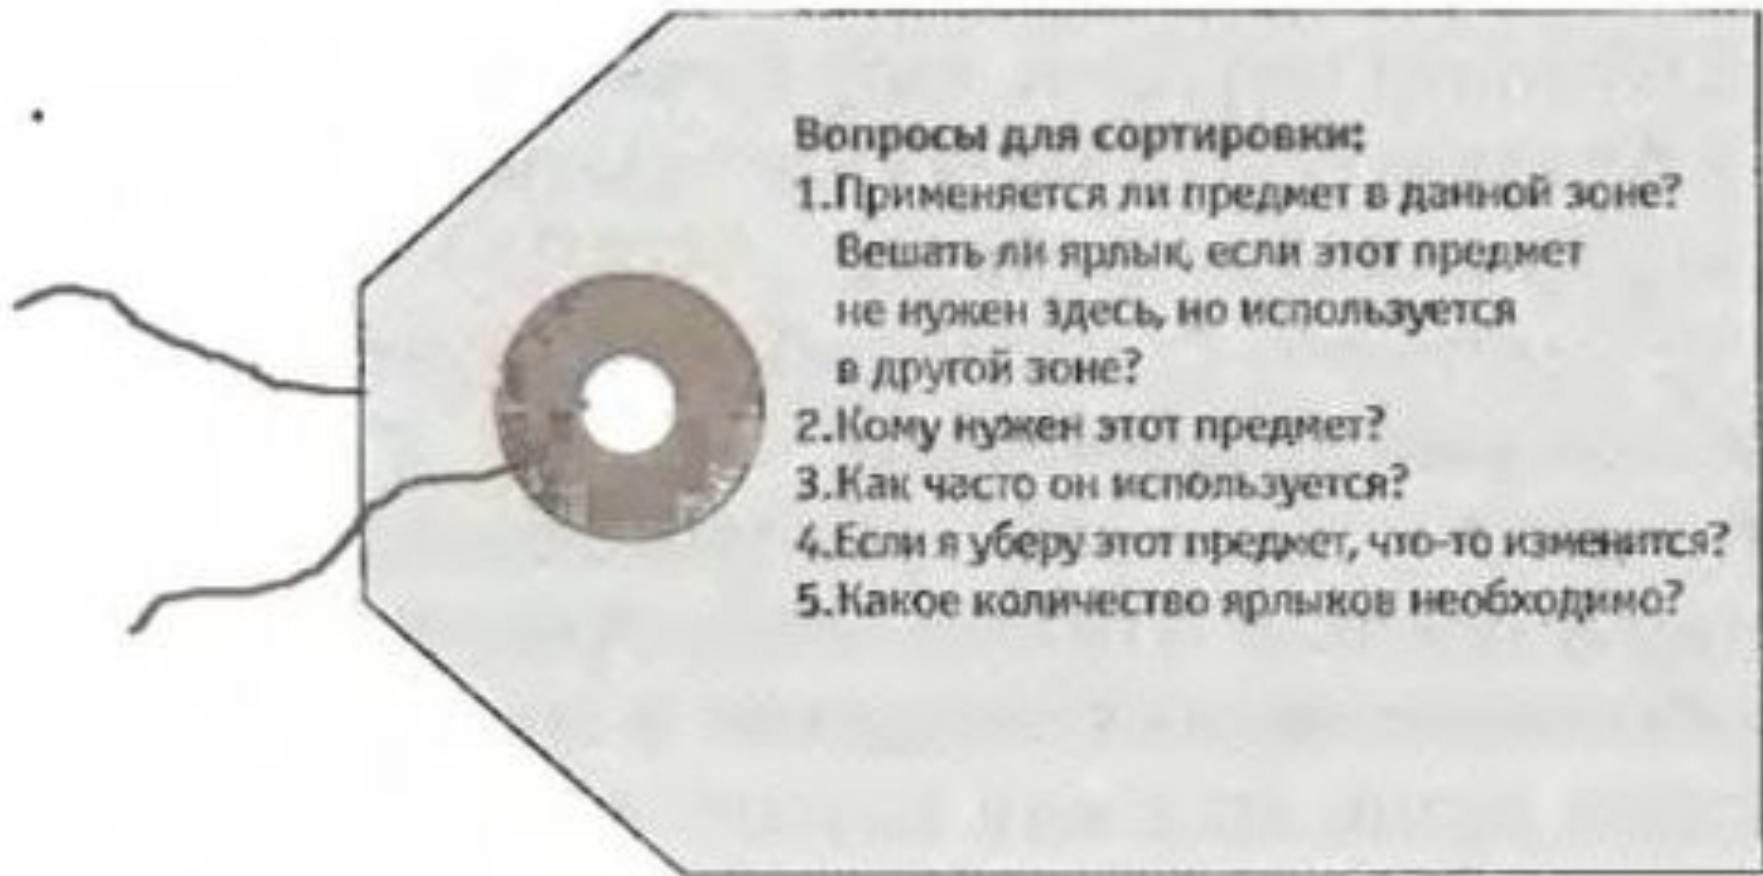 Вопросы для сортировки:
1.Применяется ли предмет в данной зоне?
Вешать ли ярлык, если этот предмет
не нужен здесь, но используется
в другой зоне?
2.Кому нужен этот предмет?
3.Как часто он используется?
4.Если я уберу этот предмет, что-то изменится?
5.Какое количество ярлыков необходимо?